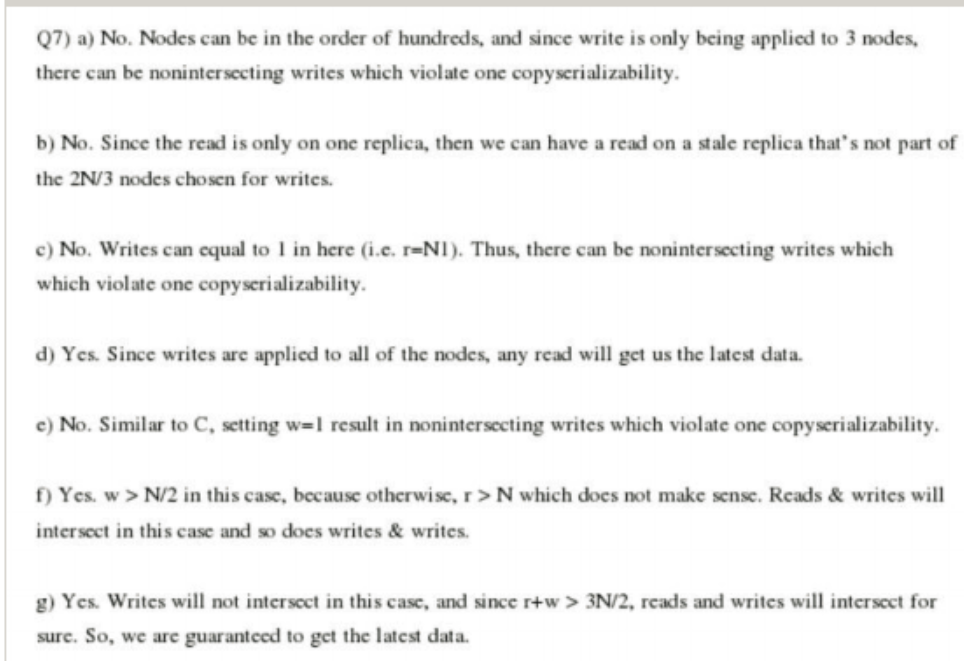 Q7) a) No. Nodes can be in the order of hundreds, and since write is only being applied to 3 nodes,
there can be nonintersecting writes which violate one copyserializability.
b) No. Since the read is only on one replica, then we can have a read on a stale replica that's not part of
the 2N/3 nodes chosen for writes.
c) No. Writes can equal to 1 in here (i.e. r=N1). Thus, there can be nonintersecting writes which
which violate one copyserializability.
d) Yes. Since writes are applied to all of the nodes, any read will get us the latest data.
e) No. Similar to C, setting w=1 result in nonintersecting writes which violate one copyserializability.
f) Yes. w > N/2 in this case, because otherwise, r > N which does not make sense. Reads & writes will
intersect in this case and so does writes & writes.
g) Yes. Writes will not intersect in this case, and since r+w > 3N/2, reads and writes will intersect for
sure. So, we are guaranteed to get the latest data.